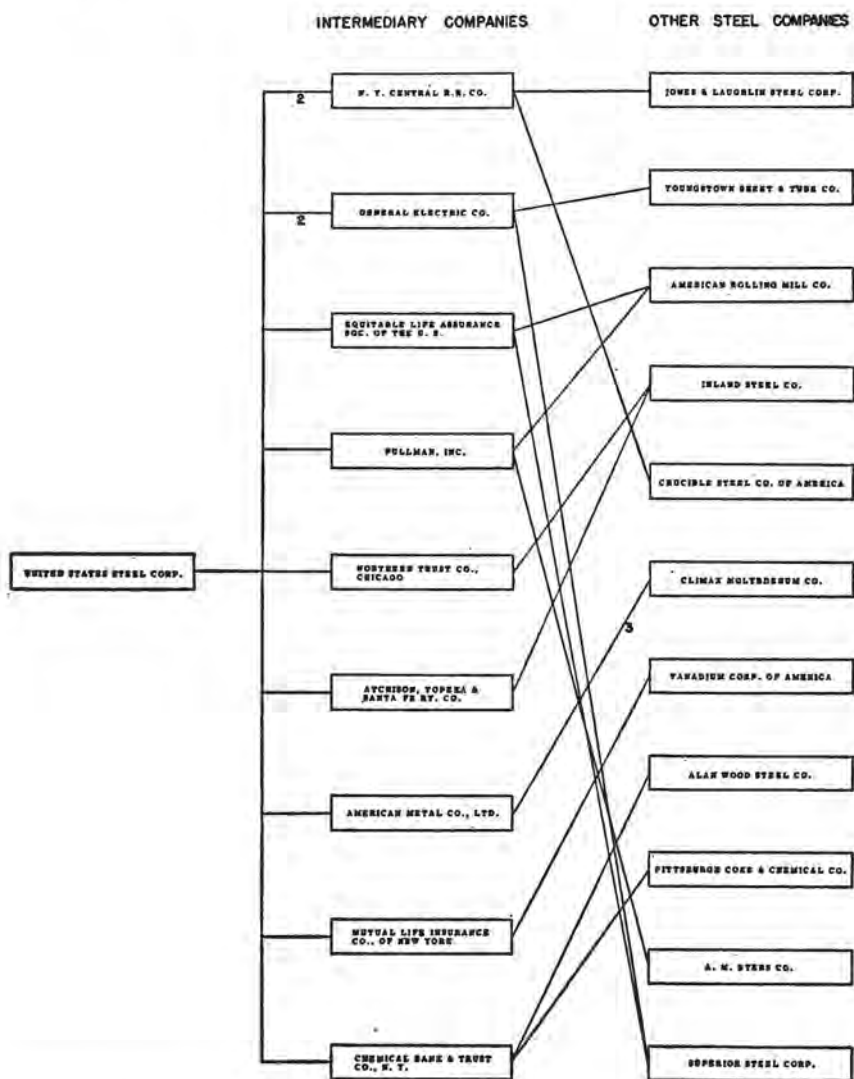 INTERMEDIARY COMPANIES
OTHER STEEL COMPANIES
N. Y. CENTRAL R.R. CO.
JONES & LAUGHLIN STEEL CORP.
2
YOUNGSTOWN SHEET & TUBE CO.
GENERAL ELECTRIC CO.
2
AMERICAN ROLLING MILL CO.
EQUITABLE LIFE ASSURANCE
SOC. OF THE U. S.
INLAND STEEL CO.
PULLMAN, INC.
CRUCIBLE STEEL CO. OF AMERICA
UNITED STATES STEEL CORP.
NORTHERN TRUST CO.,
CHICAGO
CLIMAX MOLYBDENUM CO.
3
VANADIUM CORP. OF AMERICA
ATCHISON, TOPEKA &
SANTA FE RY. CO.
ALAN WOOD STEEL CO.
AMERICAN METAL CO., LTD.
PITTSBURGH COKE & CHEMICAL CO.
MUTUAL LIFE INSURANCE
CO., OF NEW YORK
A. M. CO.
CHEMICAL BANK & TRUST
CO., N. Y.
SUPERIOR STEEL CORP.